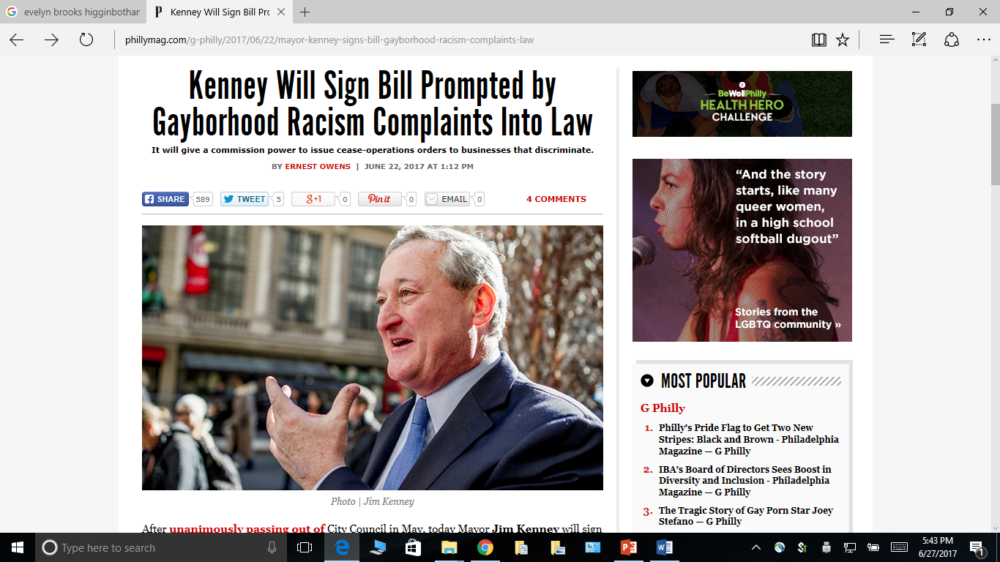 evelyn brooks higginbothar
Kenney Will Sign Bill Pro
phillymag.com/g-philly/2017/06/22/mayor-kenney-signs-bill-gayborhood-racism-complaints-law
Kenney Will Sign Bill Prompted by
Gayborhood Racism Complaints Into Law
It will give a commission power to issue cease-operations orders to businesses that discriminate.
BY ERNEST OWENS | JUNE 22, 2017 AT 1:12 PM
SHARE 589 TWEET 5 g+1 0 Pin it 0 EMAIL 0 4 COMMENTS
Photo | Jim Kenney
After unanimously passing out of City Council in May, today Mayor Jim Kenney will sign
BeWellPhilly
HEALTH HERO
CHALLENGE
“And the story
starts, like many
queer women,
in a high school
softball dugout”
Stories from the
LGBTQ community »
MOST POPULAR
G Philly
1. Philly’s Pride Flag to Get Two New
Stripes: Black and Brown - Philadelphia
Magazine — G Philly
2. IBA’s Board of Directors Sees Boost in
Diversity and Inclusion - Philadelphia
Magazine — G Philly
3. The Tragic Story of Gay Porn Star Joey
Stefano — G Philly
Type here to search
5:43 PM
6/27/2017
1